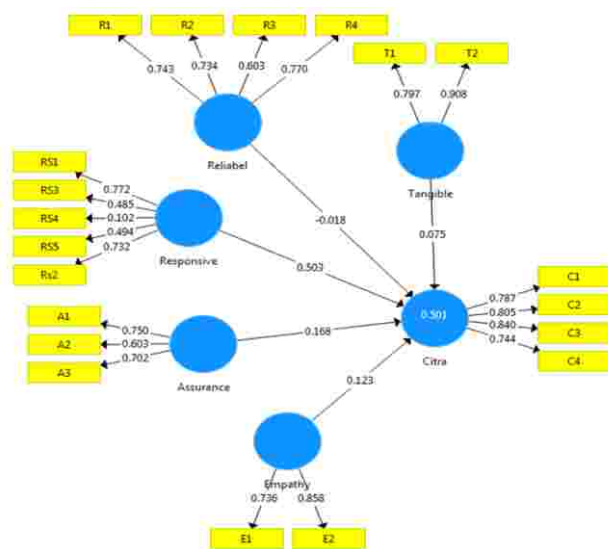 R1
R2
R3
R4
0.743
0.734
0.603
0.770
Reliabel
T1
T2
0.797
0.908
Tangible
RS1
RS3
RS4
RS5
Rs2
0.772
0.485
0.102
0.494
0.732
Responsive
-0.018
0.075
0.503
A1
A2
A3
0.750
0.603
0.702
Assurance
0.168
0.501
Citra
0.787
0.805
0.840
0.744
C1
C2
C3
C4
0.123
Empathy
0.736
0.858
E1
E2